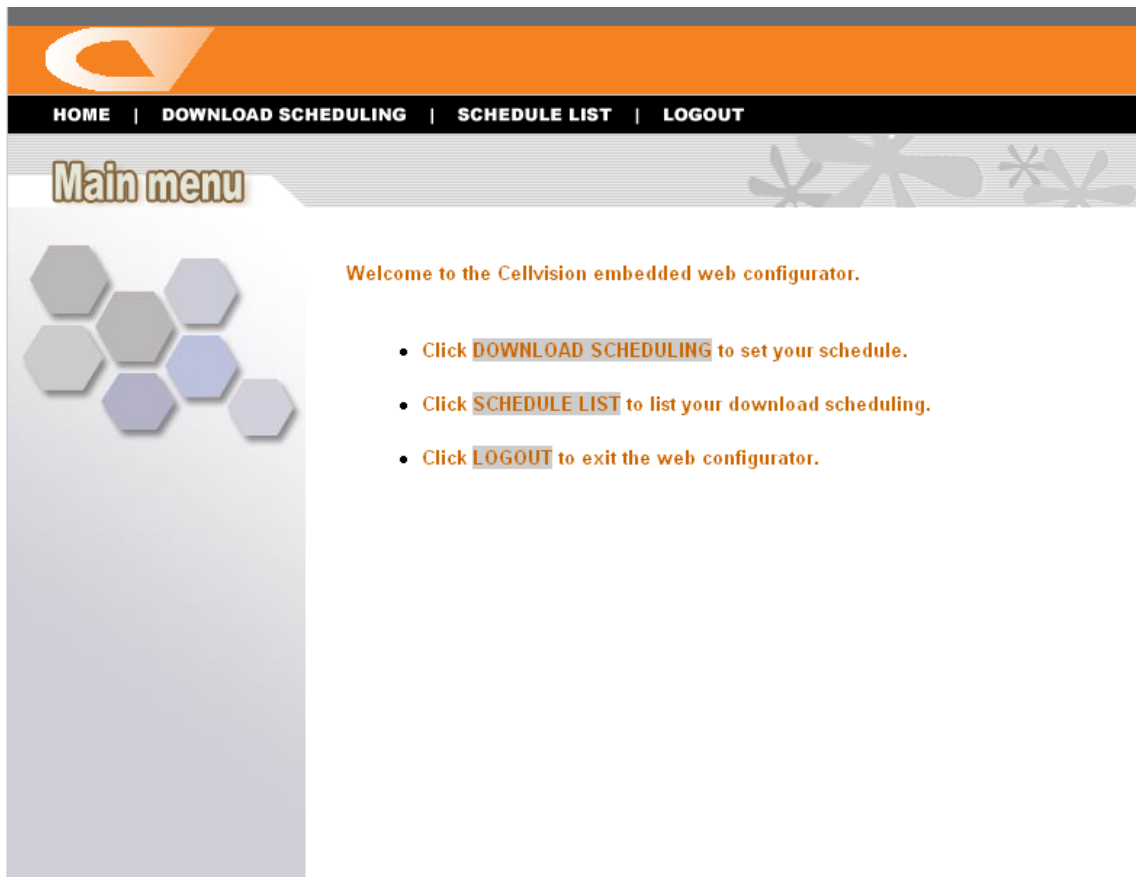 HOME | DOWNLOAD SCHEDULING | SCHEDULE LIST | LOGOUT
Main menu
Welcome to the Cellvision embedded web configurator.
• Click DOWNLOAD SCHEDULING to set your schedule.
• Click SCHEDULE LIST to list your download scheduling.
• Click LOGOUT to exit the web configurator.